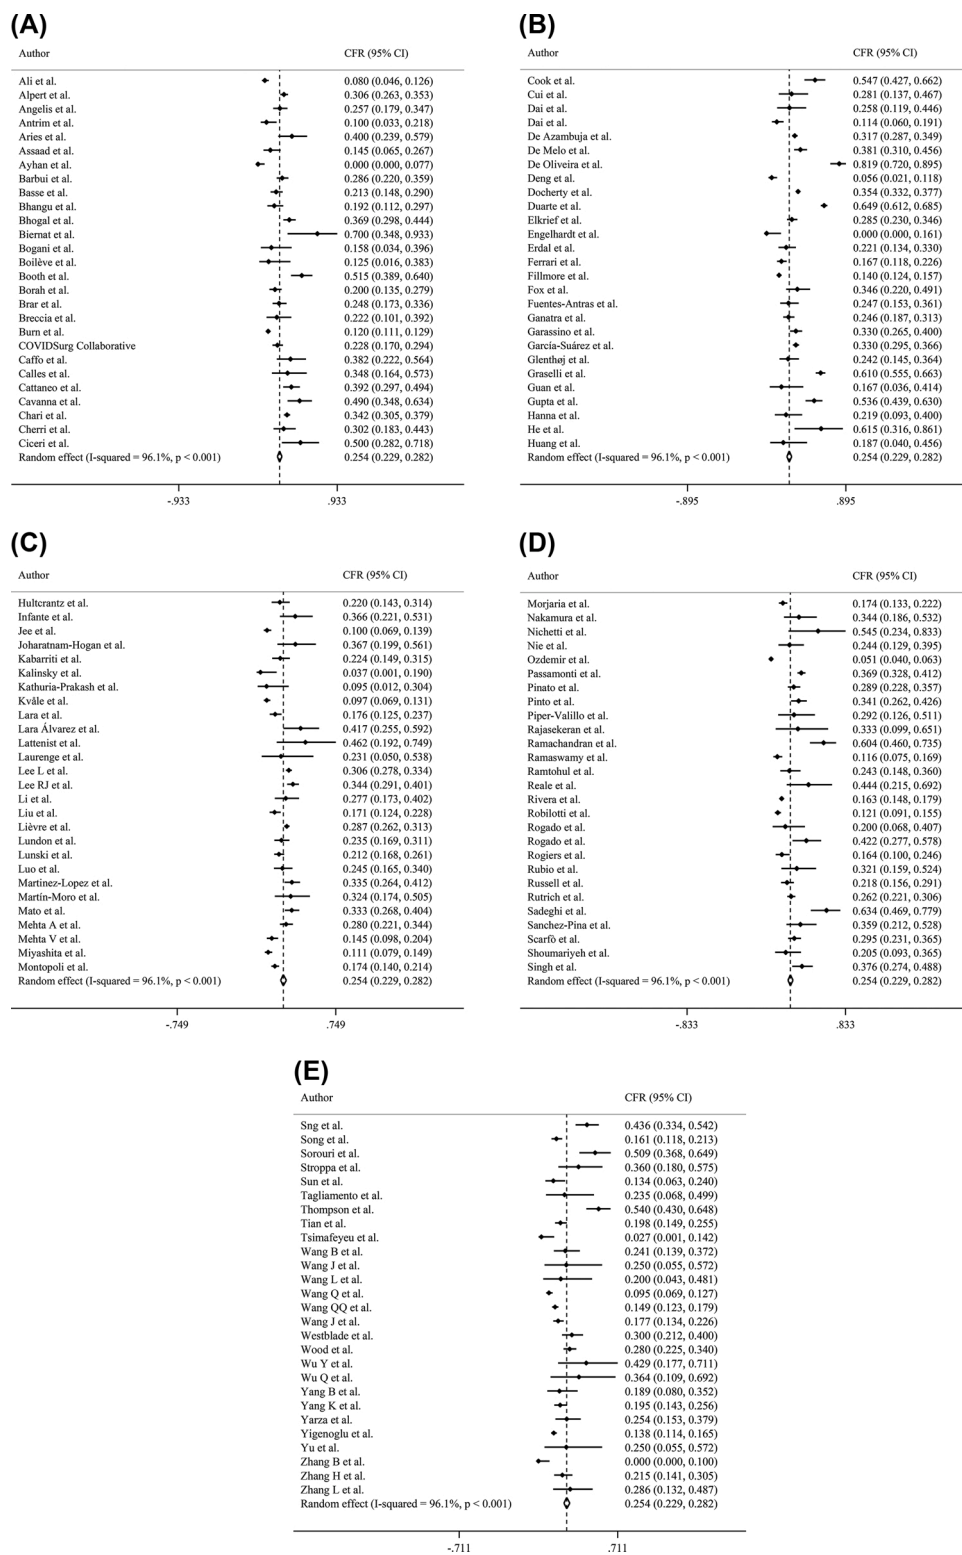 (A)
Author CFR (95% CI)
Ali et al. 0.080 (0.046, 0.126)
Alpert et al. 0.306 (0.263, 0.353)
Angelis et al. 0.257 (0.179, 0.347)
Antrim et al. 0.100 (0.033, 0.218)
Aries et al. 0.400 (0.239, 0.579)
Assaad et al. 0.145 (0.065, 0.267)
Ayhan et al. 0.000 (0.000, 0.077)
Barbui et al. 0.286 (0.220, 0.359)
Basse et al. 0.213 (0.148, 0.290)
Bhangu et al. 0.192 (0.112, 0.297)
Bhogal et al. 0.369 (0.298, 0.444)
Biernat et al. 0.700 (0.348, 0.933)
Bogani et al. 0.158 (0.034, 0.396)
Boilève et al. 0.125 (0.016, 0.383)
Booth et al. 0.515 (0.389, 0.640)
Borah et al. 0.200 (0.135, 0.279)
Brar et al. 0.248 (0.173, 0.336)
Breccia et al. 0.222 (0.101, 0.392)
Burn et al. 0.120 (0.111, 0.129)
COVIDSurg Collaborative 0.228 (0.170, 0.294)
Caffo et al. 0.382 (0.222, 0.564)
Calles et al. 0.348 (0.164, 0.573)
Cattaneo et al. 0.392 (0.297, 0.494)
Cavanna et al. 0.490 (0.348, 0.634)
Chari et al. 0.342 (0.305, 0.379)
Cherri et al. 0.302 (0.183, 0.443)
Ciceri et al. 0.500 (0.282, 0.718)
Random effect (I-squared = 96.1%, p < 0.001) 0.254 (0.229, 0.282)
-.933 .933
(B)
Author CFR (95% CI)
Cook et al. 0.547 (0.427, 0.662)
Cui et al. 0.281 (0.137, 0.467)
Dai et al. 0.258 (0.119, 0.446)
Dai et al. 0.114 (0.060, 0.191)
De Azambuja et al. 0.317 (0.287, 0.349)
De Melo et al. 0.381 (0.310, 0.456)
De Oliveira et al. 0.819 (0.720, 0.895)
Deng et al. 0.056 (0.021, 0.118)
Docherty et al. 0.354 (0.332, 0.377)
Duarte et al. 0.649 (0.612, 0.685)
Elkrief et al. 0.285 (0.230, 0.346)
Engelhardt et al. 0.000 (0.000, 0.161)
Erdal et al. 0.221 (0.134, 0.330)
Ferrari et al. 0.167 (0.118, 0.226)
Fillmore et al. 0.140 (0.124, 0.157)
Fox et al. 0.346 (0.220, 0.491)
Fuentes-Antras et al. 0.247 (0.153, 0.361)
Ganatra et al. 0.246 (0.187, 0.313)
Garassino et al. 0.330 (0.265, 0.400)
García-Suárez et al. 0.330 (0.295, 0.366)
Glenthøj et al. 0.242 (0.145, 0.364)
Graselli et al. 0.610 (0.555, 0.663)
Guan et al. 0.167 (0.036, 0.414)
Gupta et al. 0.536 (0.439, 0.630)
Hanna et al. 0.219 (0.093, 0.400)
He et al. 0.615 (0.316, 0.861)
Huang et al. 0.187 (0.040, 0.456)
Random effect (I-squared = 96.1%, p < 0.001) 0.254 (0.229, 0.282)
-.895 .895
(C)
Author CFR (95% CI)
Hultcrantz et al. 0.220 (0.143, 0.314)
Infante et al. 0.366 (0.221, 0.531)
Jee et al. 0.100 (0.069, 0.139)
Joharatnam-Hogan et al. 0.367 (0.199, 0.561)
Kabarriti et al. 0.224 (0.149, 0.315)
Kalinsky et al. 0.037 (0.001, 0.190)
Kathuria-Prakash et al. 0.095 (0.012, 0.304)
Kvåle et al. 0.097 (0.069, 0.131)
Lara et al. 0.176 (0.125, 0.237)
Lara Álvarez et al. 0.417 (0.255, 0.592)
Lattenist et al. 0.462 (0.192, 0.749)
Laurenge et al. 0.231 (0.050, 0.538)
Lee L et al. 0.306 (0.278, 0.334)
Lee RJ et al. 0.344 (0.291, 0.401)
Li et al. 0.277 (0.173, 0.402)
Liu et al. 0.171 (0.124, 0.228)
Lièvre et al. 0.287 (0.262, 0.313)
Lundon et al. 0.235 (0.169, 0.311)
Lunski et al. 0.212 (0.168, 0.261)
Luo et al. 0.245 (0.165, 0.340)
Martinez-Lopez et al. 0.335 (0.264, 0.412)
Martín-Moro et al. 0.324 (0.174, 0.505)
Mato et al. 0.333 (0.268, 0.404)
Mehta A et al. 0.280 (0.221, 0.344)
Mehta V et al. 0.145 (0.098, 0.204)
Miyashita et al. 0.111 (0.079, 0.149)
Montopoli et al. 0.174 (0.140, 0.214)
Random effect (I-squared = 96.1%, p < 0.001) 0.254 (0.229, 0.282)
-.749 .749
(D)
Author CFR (95% CI)
Morjaria et al. 0.174 (0.133, 0.222)
Nakamura et al. 0.344 (0.186, 0.532)
Nichetti et al. 0.545 (0.234, 0.833)
Nie et al. 0.244 (0.129, 0.395)
Ozdemir et al. 0.051 (0.040, 0.063)
Passamonti et al. 0.369 (0.328, 0.412)
Pinato et al. 0.289 (0.228, 0.357)
Pinto et al. 0.341 (0.262, 0.426)
Piper-Valillo et al. 0.292 (0.126, 0.511)
Rajasekeran et al. 0.333 (0.099, 0.651)
Ramachandran et al. 0.604 (0.460, 0.735)
Ramaswamy et al. 0.116 (0.075, 0.169)
Ramtohul et al. 0.243 (0.148, 0.360)
Reale et al. 0.444 (0.215, 0.692)
Rivera et al. 0.163 (0.148, 0.179)
Robilotti et al. 0.121 (0.091, 0.155)
Rogado et al. 0.200 (0.068, 0.407)
Rogado et al. 0.422 (0.277, 0.578)
Rogiers et al. 0.164 (0.100, 0.246)
Rubio et al. 0.321 (0.159, 0.524)
Russell et al. 0.218 (0.156, 0.291)
Rutrich et al. 0.262 (0.221, 0.306)
Sadeghi et al. 0.634 (0.469, 0.779)
Sanchez-Pina et al. 0.359 (0.212, 0.528)
Scarfò et al. 0.295 (0.231, 0.365)
Shoumariyeh et al. 0.205 (0.093, 0.365)
Singh et al. 0.376 (0.274, 0.488)
Random effect (I-squared = 96.1%, p < 0.001) 0.254 (0.229, 0.282)
-.833 .833
(E)
Author CFR (95% CI)
Sng et al. 0.436 (0.334, 0.542)
Song et al. 0.161 (0.118, 0.213)
Sorouri et al. 0.509 (0.368, 0.649)
Stroppa et al. 0.360 (0.180, 0.575)
Sun et al. 0.134 (0.063, 0.240)
Tagliamento et al. 0.235 (0.068, 0.499)
Thompson et al. 0.540 (0.430, 0.648)
Tian et al. 0.198 (0.149, 0.255)
Tsimafeyeu et al. 0.027 (0.001, 0.142)
Wang B et al. 0.241 (0.139, 0.372)
Wang J et al. 0.250 (0.055, 0.572)
Wang L et al. 0.200 (0.043, 0.481)
Wang Q et al. 0.095 (0.069, 0.127)
Wang QQ et al. 0.149 (0.123, 0.179)
Wang J et al. 0.177 (0.134, 0.226)
Westblade et al. 0.300 (0.212, 0.400)
Wood et al. 0.280 (0.225, 0.340)
Wu Y et al. 0.429 (0.177, 0.711)
Wu Q et al. 0.364 (0.109, 0.692)
Yang B et al. 0.189 (0.080, 0.352)
Yang K et al. 0.195 (0.143, 0.256)
Yarza et al. 0.254 (0.153, 0.379)
Yigenoglu et al. 0.138 (0.114, 0.165)
Yu et al. 0.250 (0.055, 0.572)
Zhang B et al. 0.000 (0.000, 0.100)
Zhang H et al. 0.215 (0.141, 0.305)
Zhang L et al. 0.286 (0.132, 0.487)
Random effect (I-squared = 96.1%, p < 0.001) 0.254 (0.229, 0.282)
-.711 .711